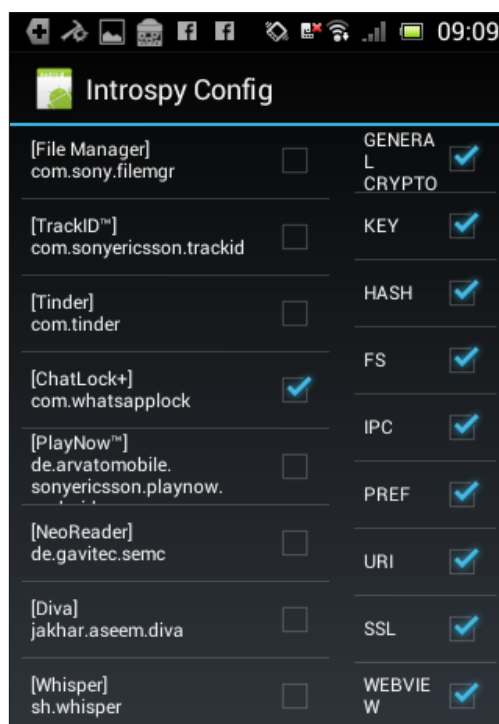 09:09
Introspy Config
[File Manager]
com.sony.filemgr
[TrackID™]
com.sonyericsson.trackid
[Tinder]
com.tinder
[ChatLock+]
com.whatsapplock
[PlayNow™]
de.arvatomobile.
sonyericsson.playnow.
[NeoReader]
de.gavitec.semc
[Diva]
jakhar.aseem.diva
[Whisper]
sh.whisper
GENERA
L
CRYPTO
KEY
HASH
FS
IPC
PREF
URI
SSL
WEBVIE
W